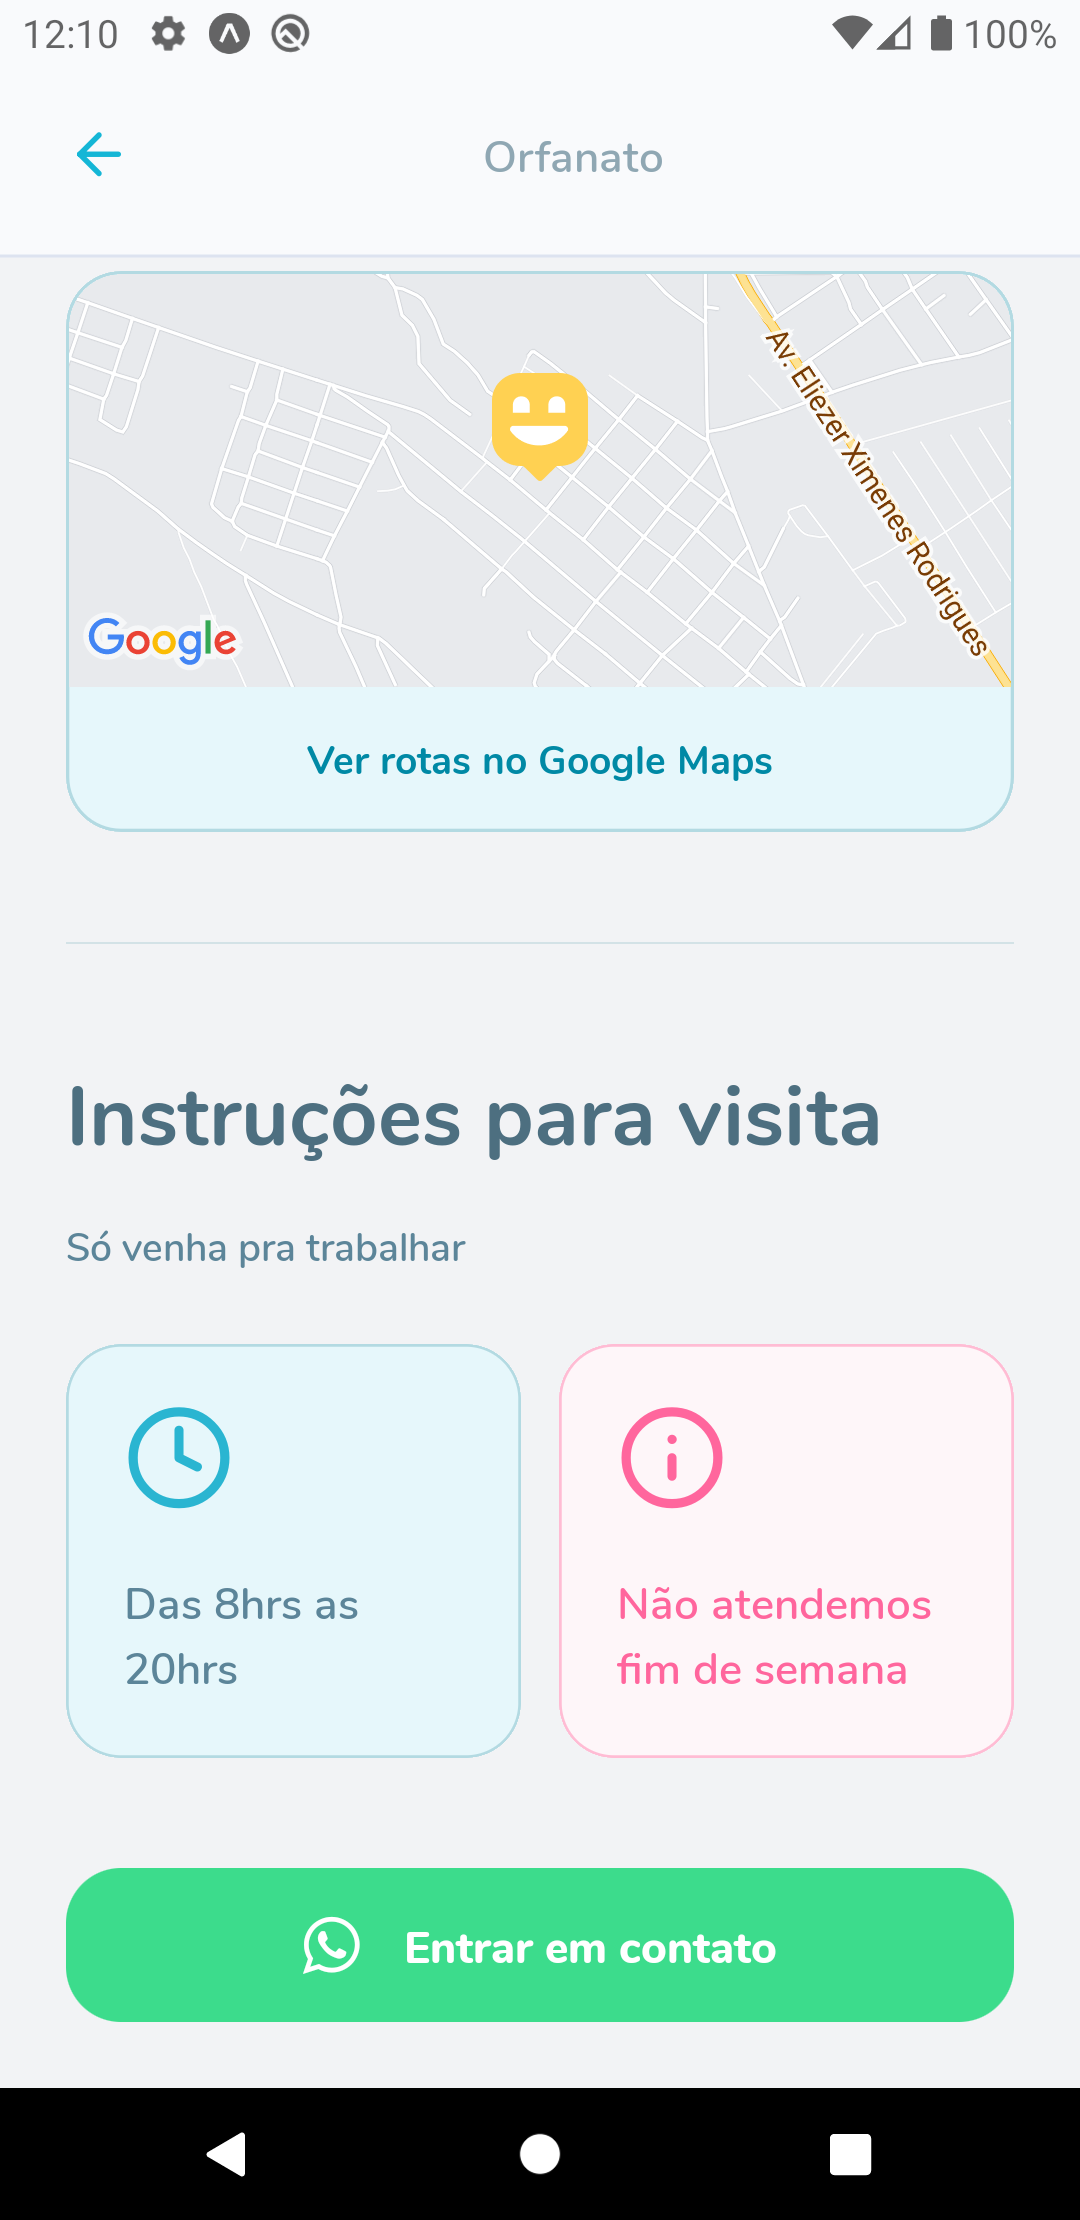 12:10
100%
Orfanato
Av. Eliezer Ximenes Rodrigues
Google
Ver rotas no Google Maps
Instruções para visita
Só venha pra trabalhar
Das 8hrs as
20hrs
Não atendemos
fim de semana
Entrar em contato